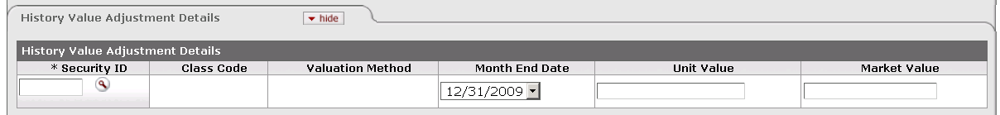 History Value Adjustment Details
hide
History Value Adjustment Details
* Security ID Class Code Valuation Method Month End Date Unit Value Market Value
12/31/2009